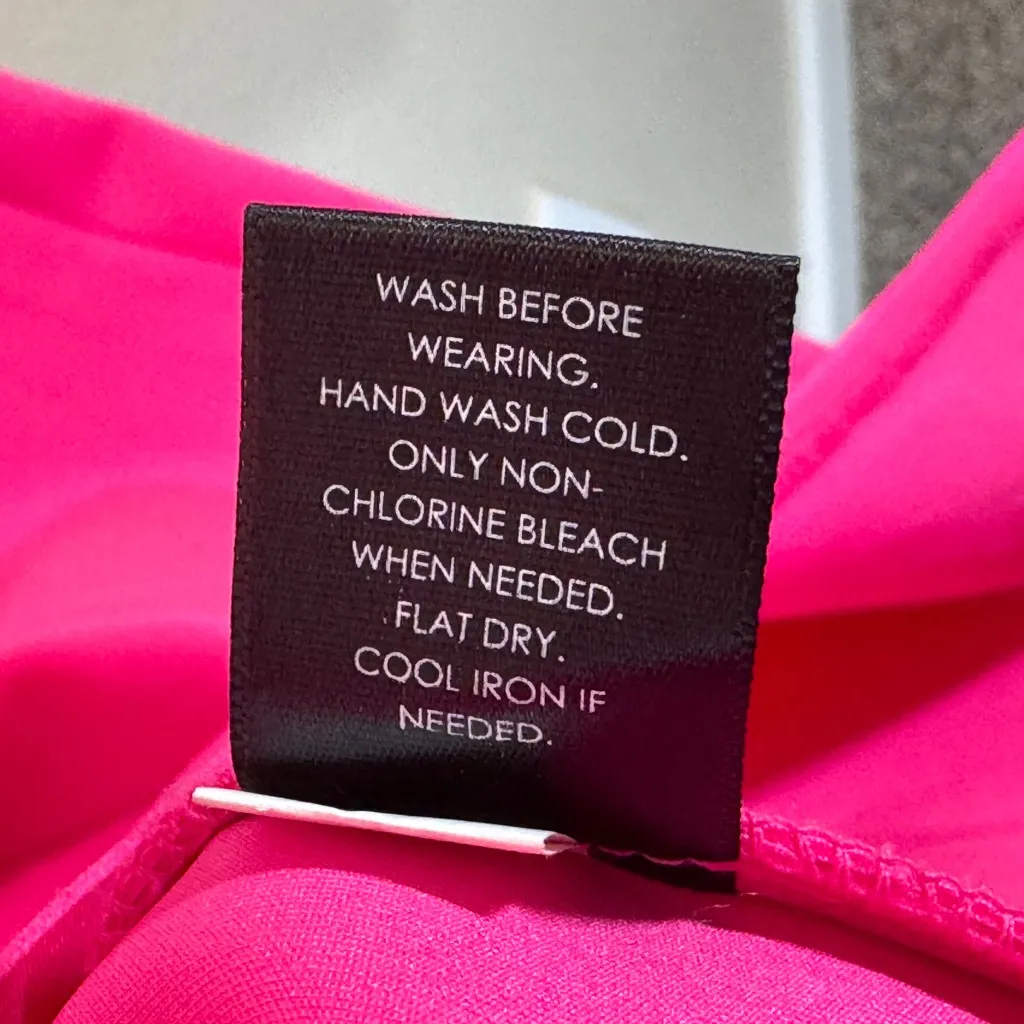 WASH BEFORE
WEARING.
HAND WASH COLD.
ONLY NON-
CHLORINE BLEACH
WHEN NEEDED.
FLAT DRY.
COOL IRON IF
NEEDED.